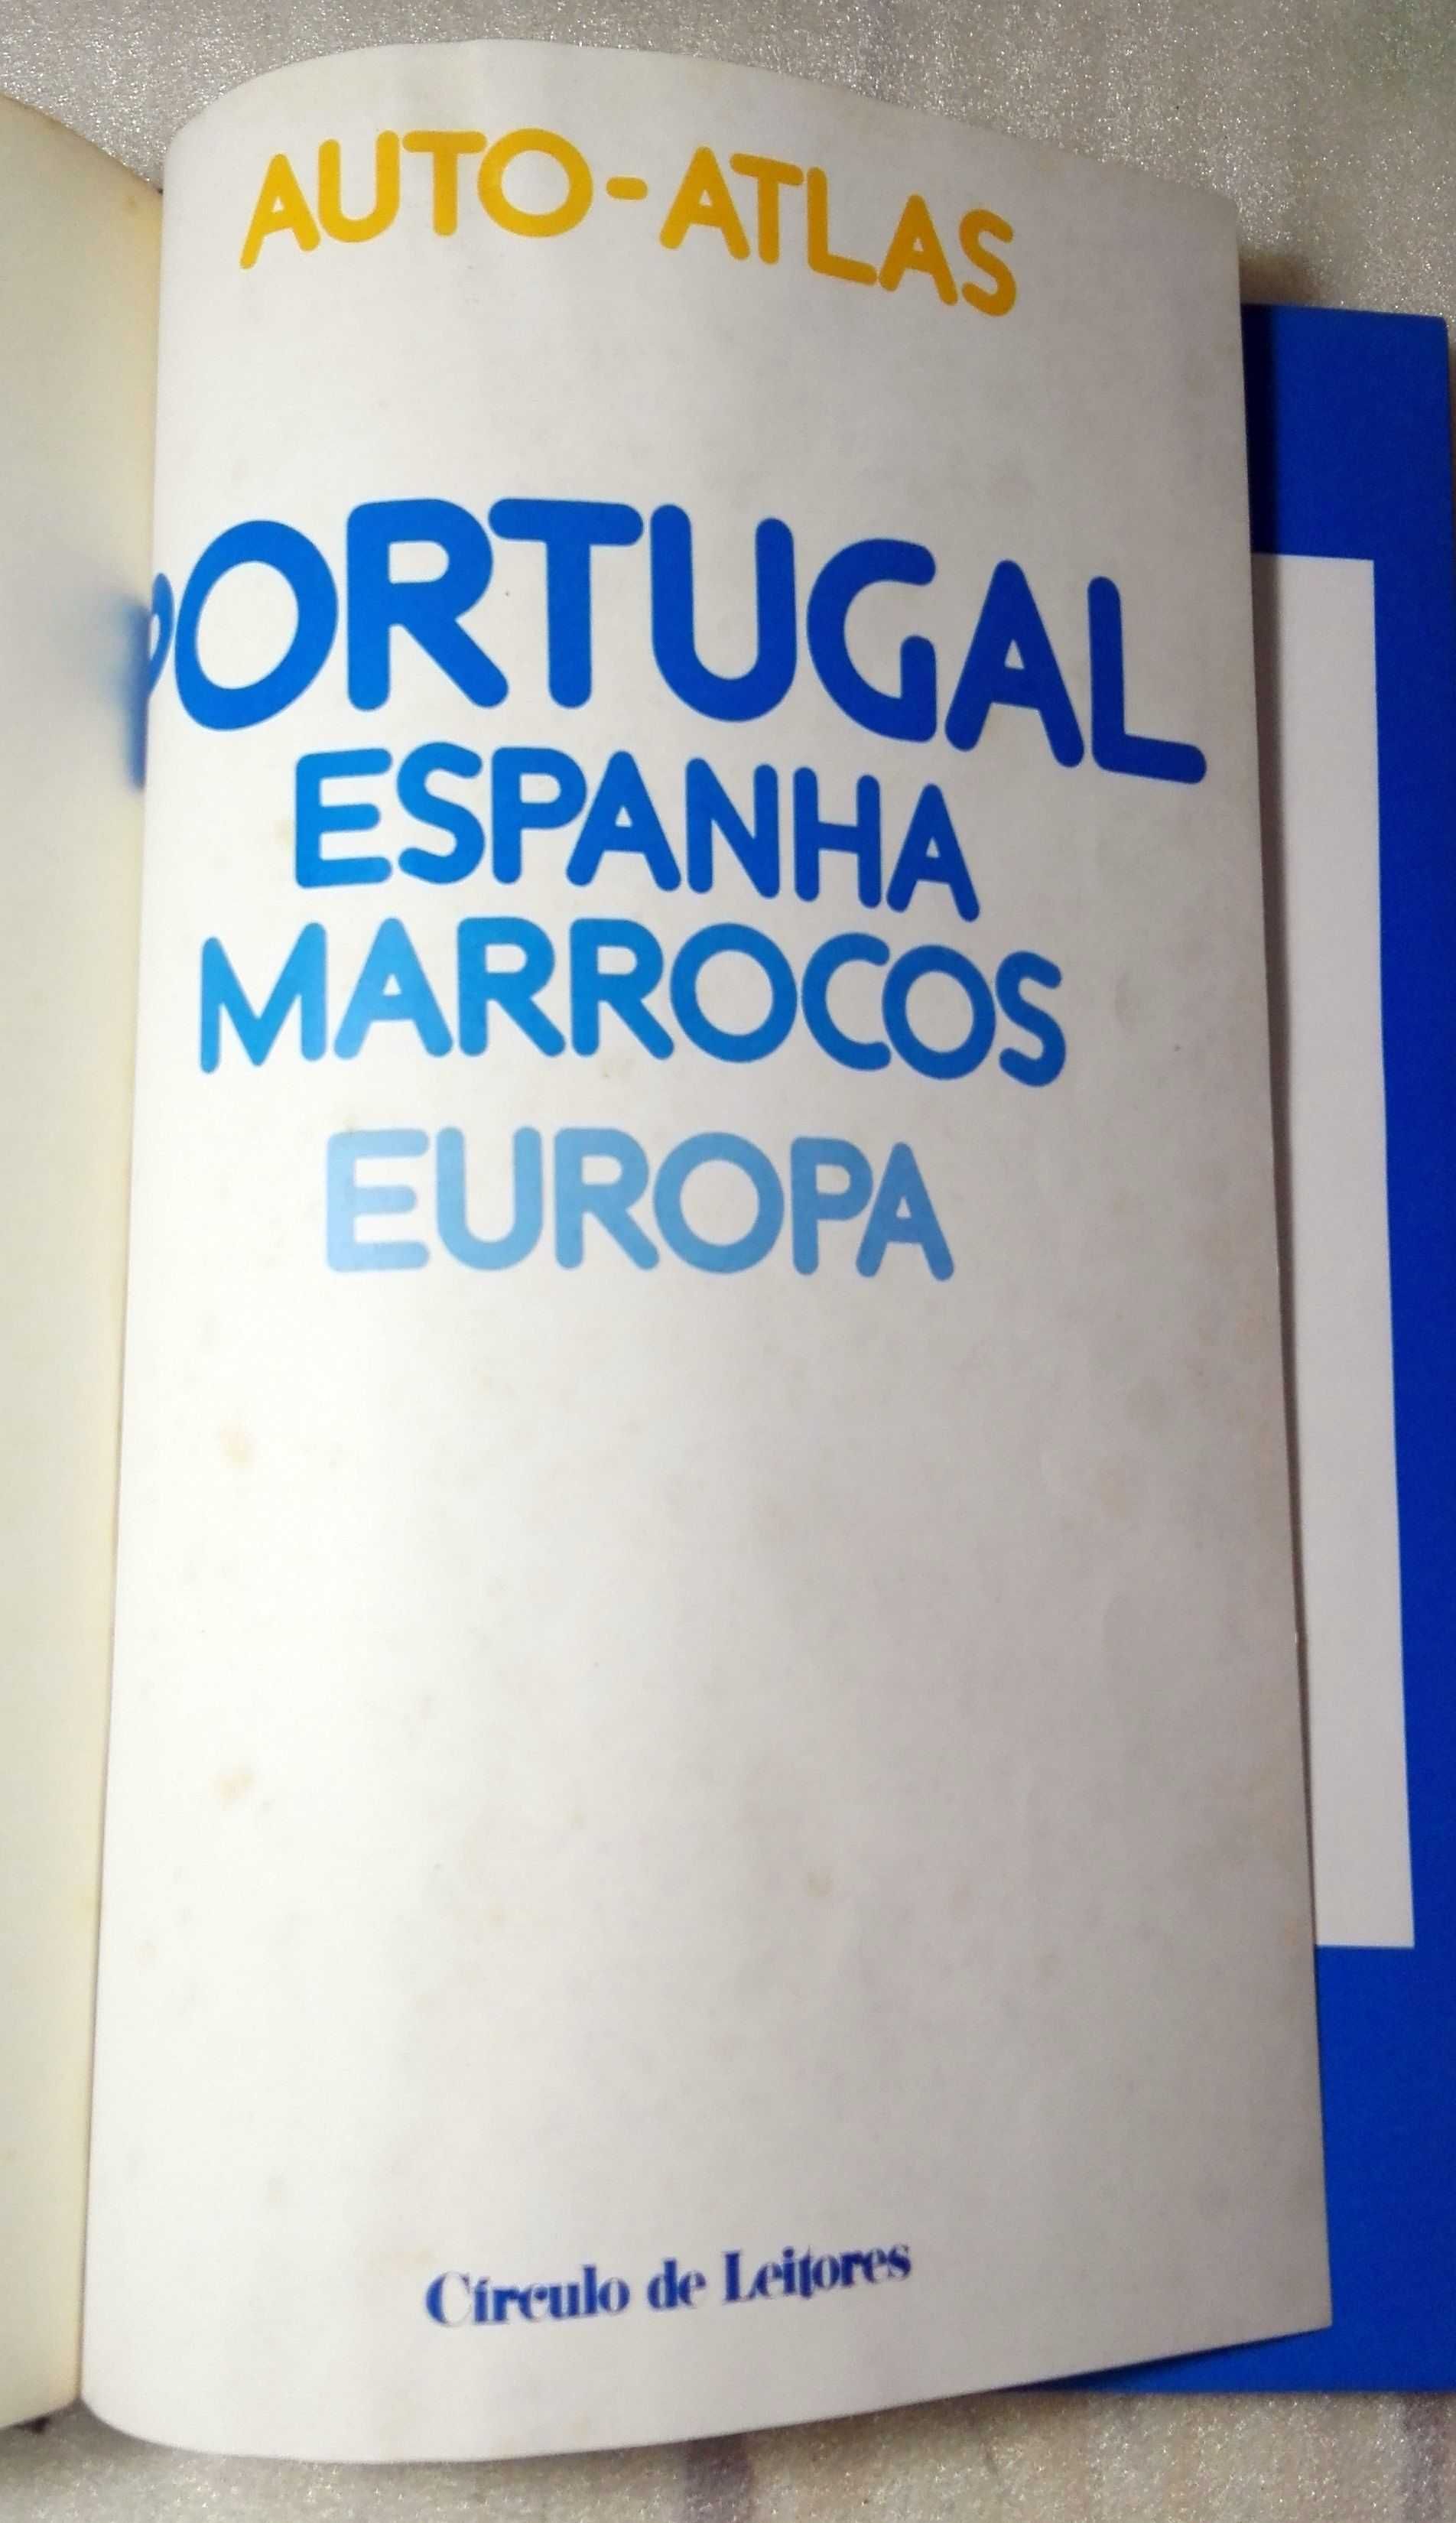 AUTO-ATLAS
PORTUGAL
ESPANHA
MARROCOS
EUROPA
Círculo de Leitores